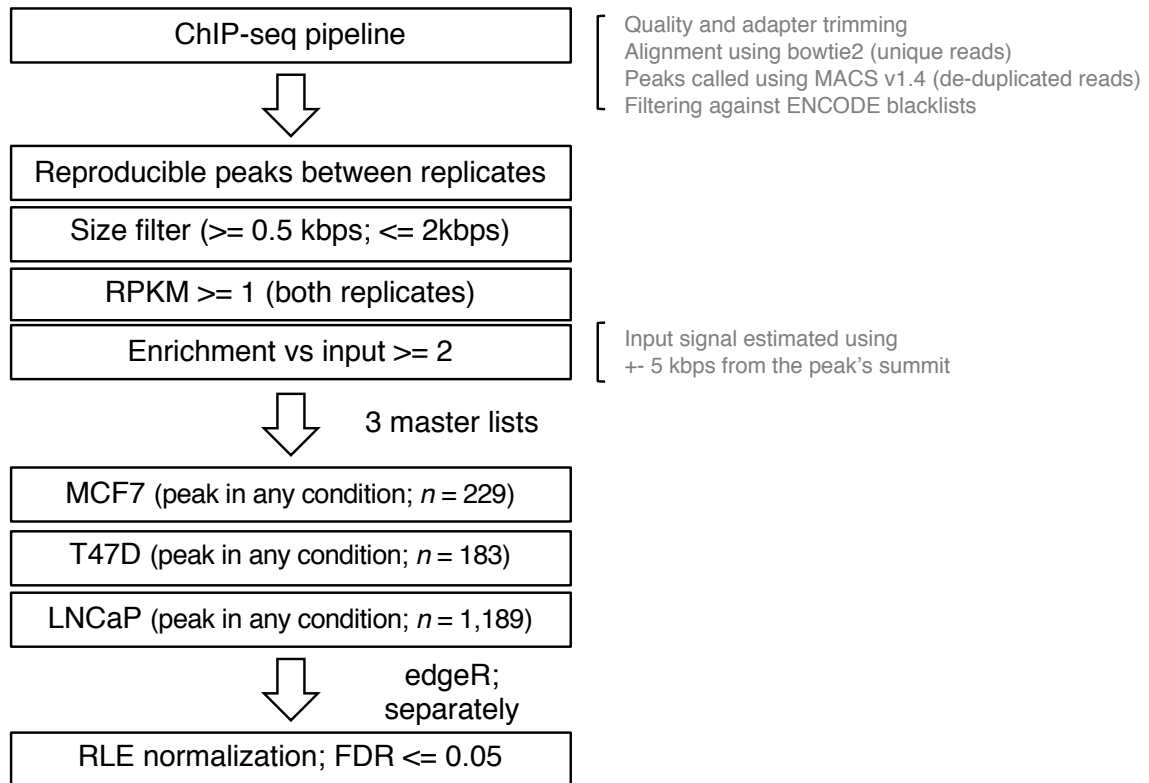 ChIP-seq pipeline
Quality and adapter trimming
Alignment using bowtie2 (unique reads)
Peaks called using MACS v1.4 (de-duplicated reads)
Filtering against ENCODE blacklists
Reproducible peaks between replicates
Size filter (>= 0.5 kbps; <= 2kbps)
RPKM >= 1 (both replicates)
Enrichment vs input >= 2
Input signal estimated using
+- 5 kbps from the peak’s summit
3 master lists
MCF7 (peak in any condition; n = 229)
T47D (peak in any condition; n = 183)
LNCaP (peak in any condition; n = 1,189)
edgeR;
separately
RLE normalization; FDR <= 0.05